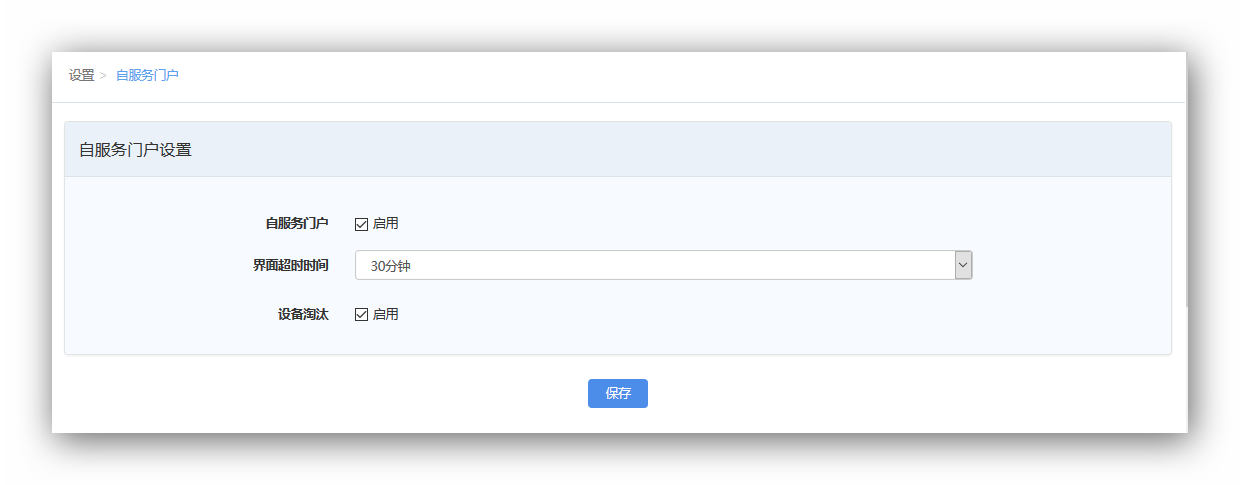 设置 > 自服务门户
自服务门户设置
自服务门户 启用
界面超时时间 30分钟
设备淘汰 启用
保存